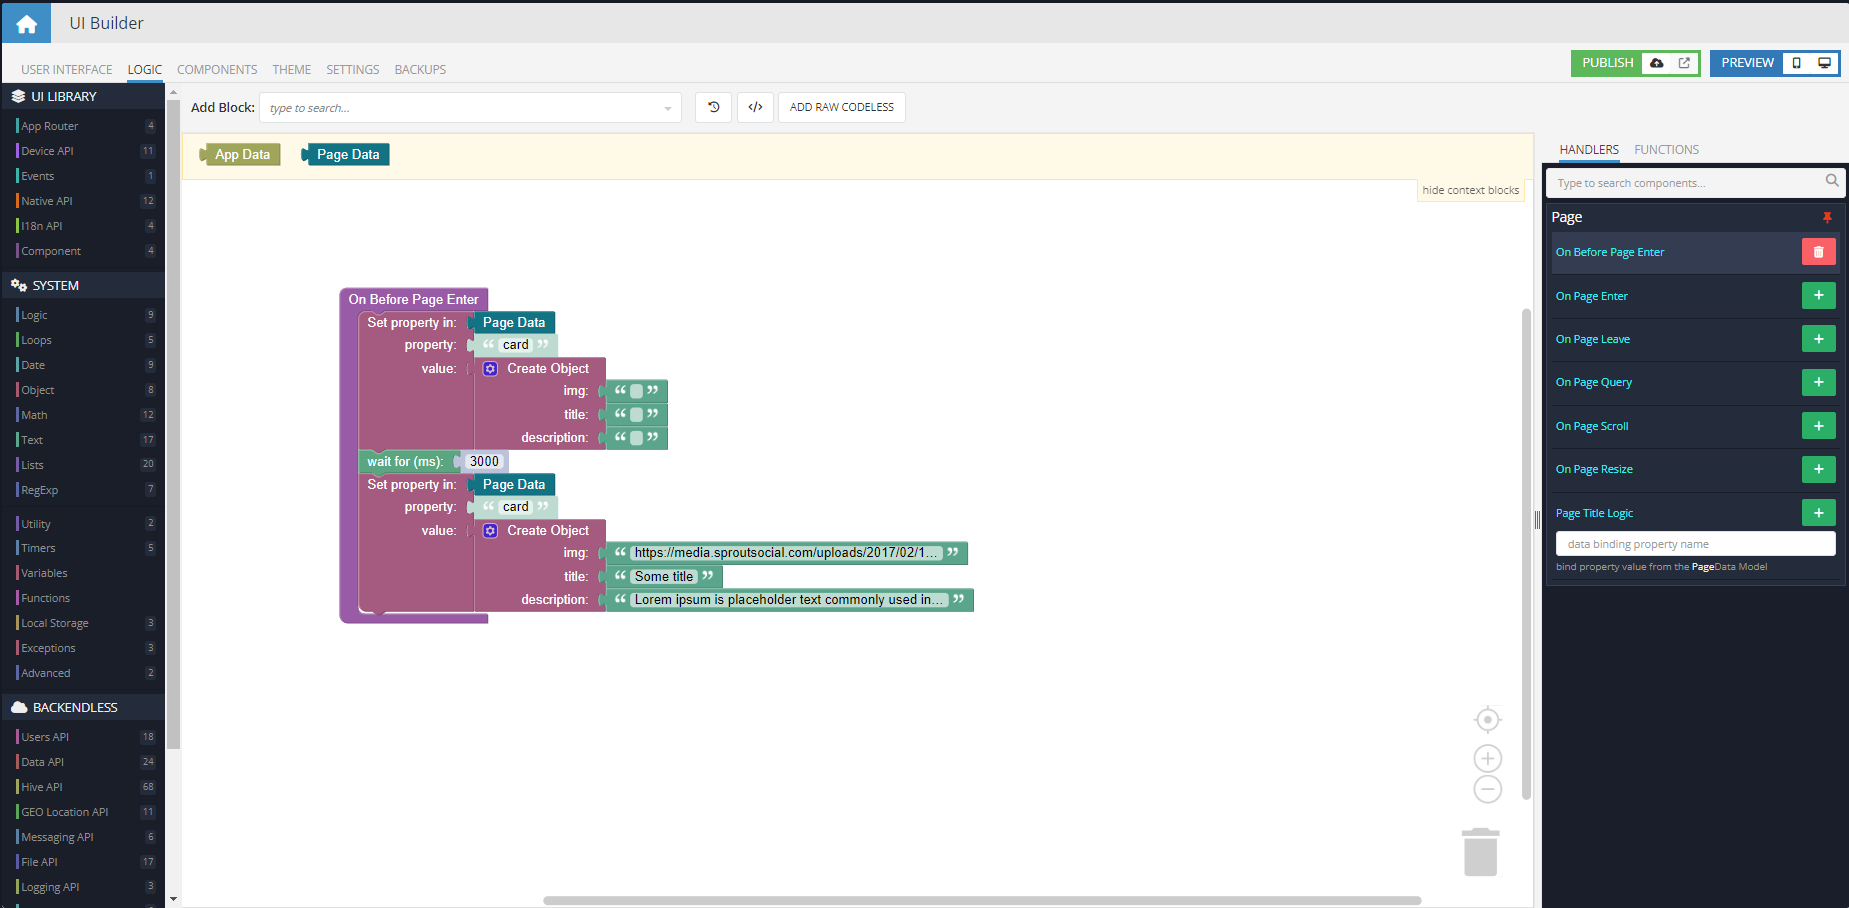 UI Builder
USER INTERFACE LOGIC COMPONENTS THEME SETTINGS BACKUPS
PUBLISH PREVIEW
UI LIBRARY
App Router 4
Device API 11
Events 1
Native API 12
I18n API 4
Component 4
SYSTEM
Logic 9
Loops 5
Date 9
Object 8
Math 12
Text 17
Lists 20
RegExp 7
Utility 2
Timers 5
Variables
Functions
Local Storage 3
Exceptions 3
Advanced 2
BACKENDLESS
Users API 18
Data API 24
Hive API 68
GEO Location API 11
Messaging API 6
File API 17
Logging API 3
Add Block: type to search... </> ADD RAW CODELESS
App Data Page Data
hide context blocks
On Before Page Enter
Set property in: Page Data
property: “ card ”
value: Create Object
img: “ ”
title: “ ”
description: “ ”
wait for (ms): 3000
Set property in: Page Data
property: “ card ”
value: Create Object
img: “ https://media.sproutsocial.com/uploads/2017/02/1... ”
title: “ Some title ”
description: “ Lorem ipsum is placeholder text commonly used in... ”
HANDLERS FUNCTIONS
Type to search components...
Page
On Before Page Enter
On Page Enter
On Page Leave
On Page Query
On Page Scroll
On Page Resize
Page Title Logic
data binding property name
bind property value from the PageData Model